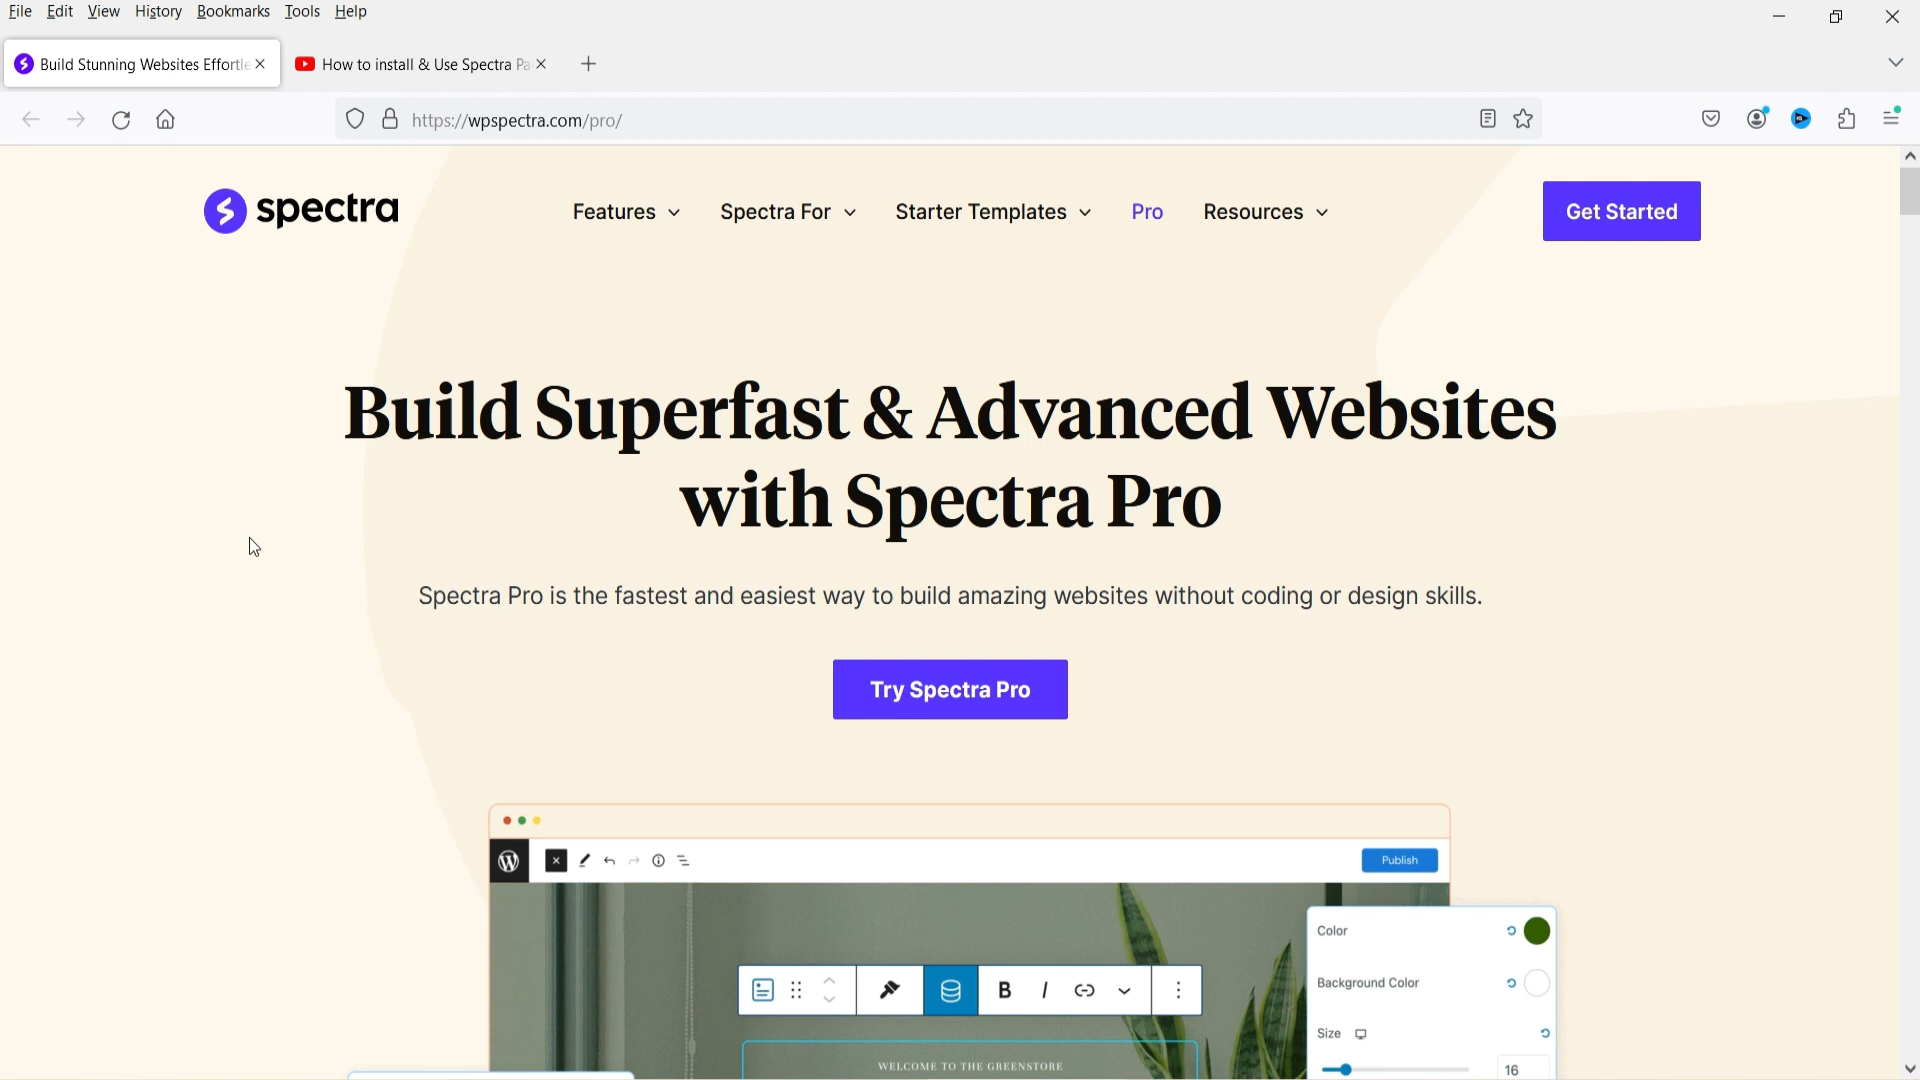 File Edit View History Bookmarks Tools Help
Build Stunning Websites Effortle
How to install & Use Spectra Pa
https://wpspectra.com/pro/
spectra
Features
Spectra For
Starter Templates
Pro
Resources
Get Started
Build Superfast & Advanced Websites
with Spectra Pro
Spectra Pro is the fastest and easiest way to build amazing websites without coding or design skills.
Try Spectra Pro
Publish
Color
Background Color
B I
Size
WELCOME TO THE GREENSTORE
16